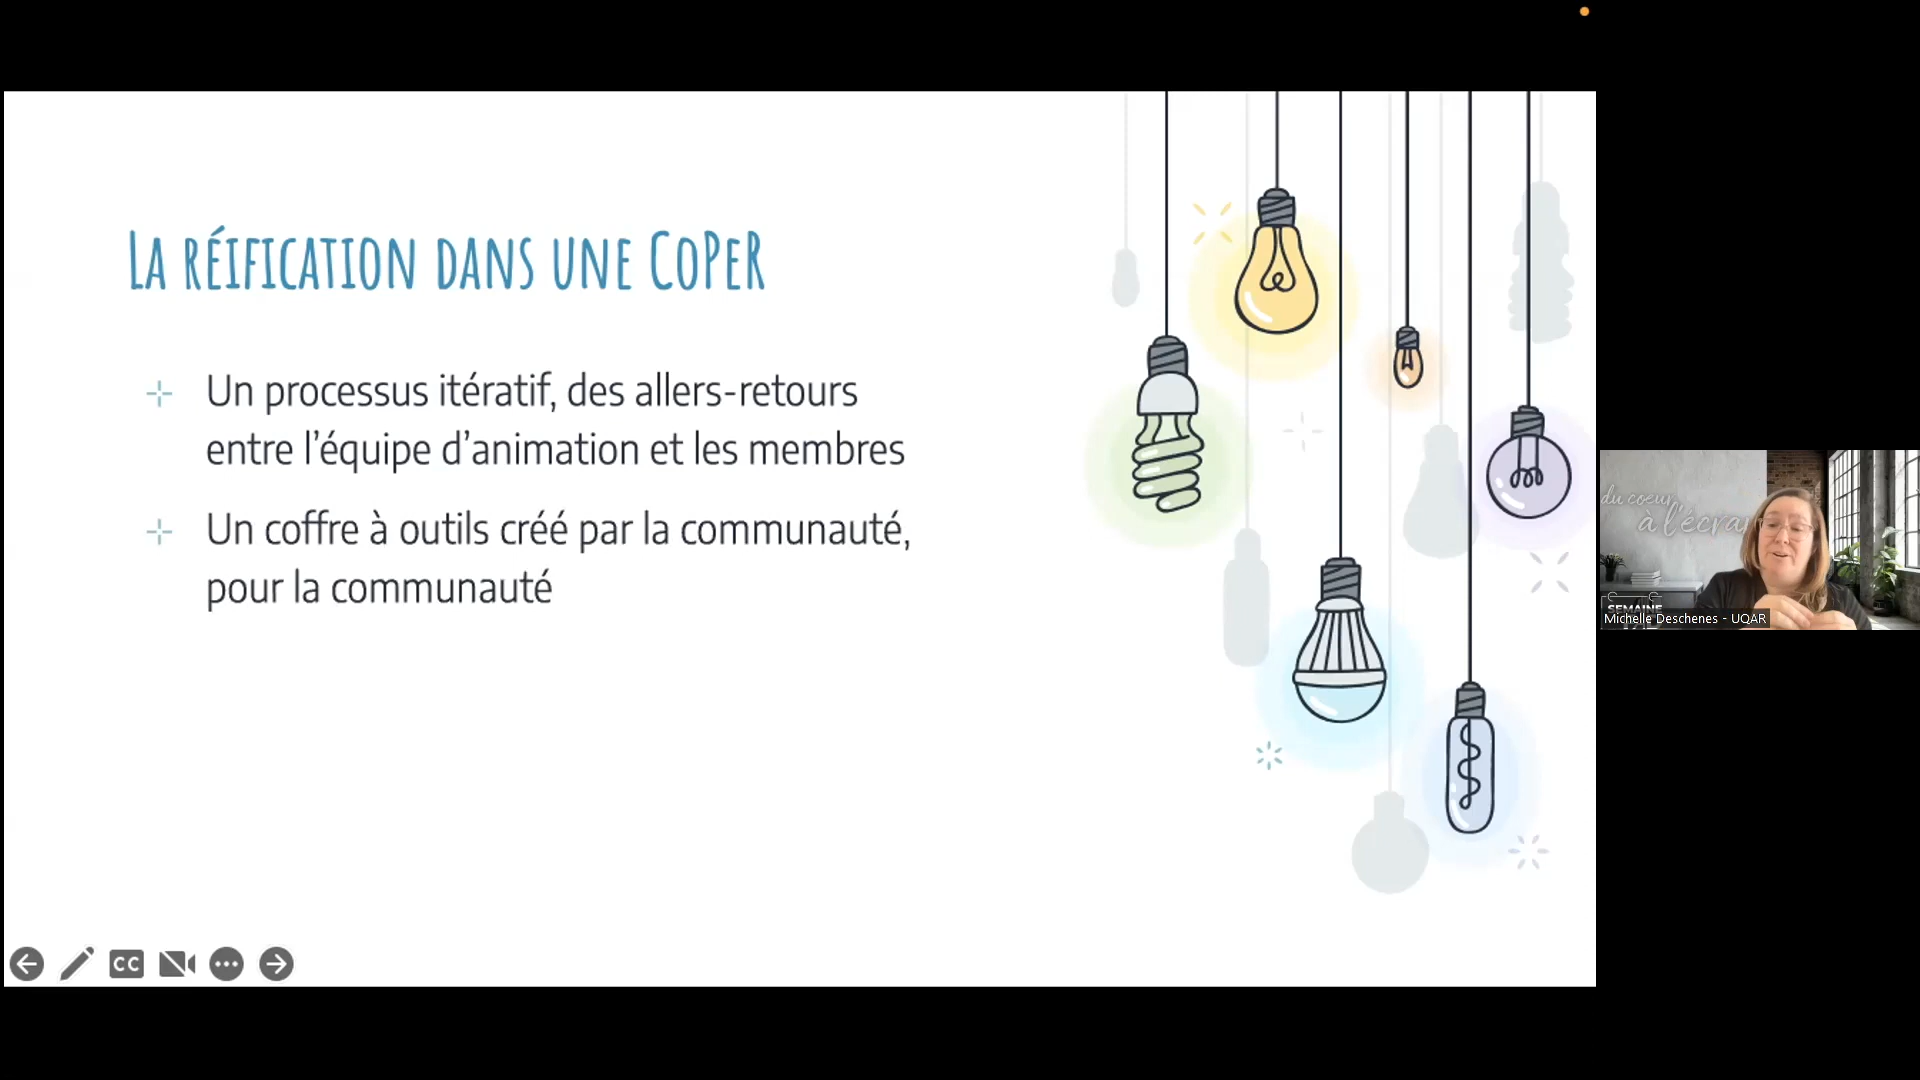 La réification dans une CoPeR
Un processus itératif, des allers-retours
entre l’équipe d’animation et les membres
Un coffre à outils créé par la communauté,
pour la communauté
du coeur
à l'écran
SEMAINE
Michelle Deschenes - UQAR
CC